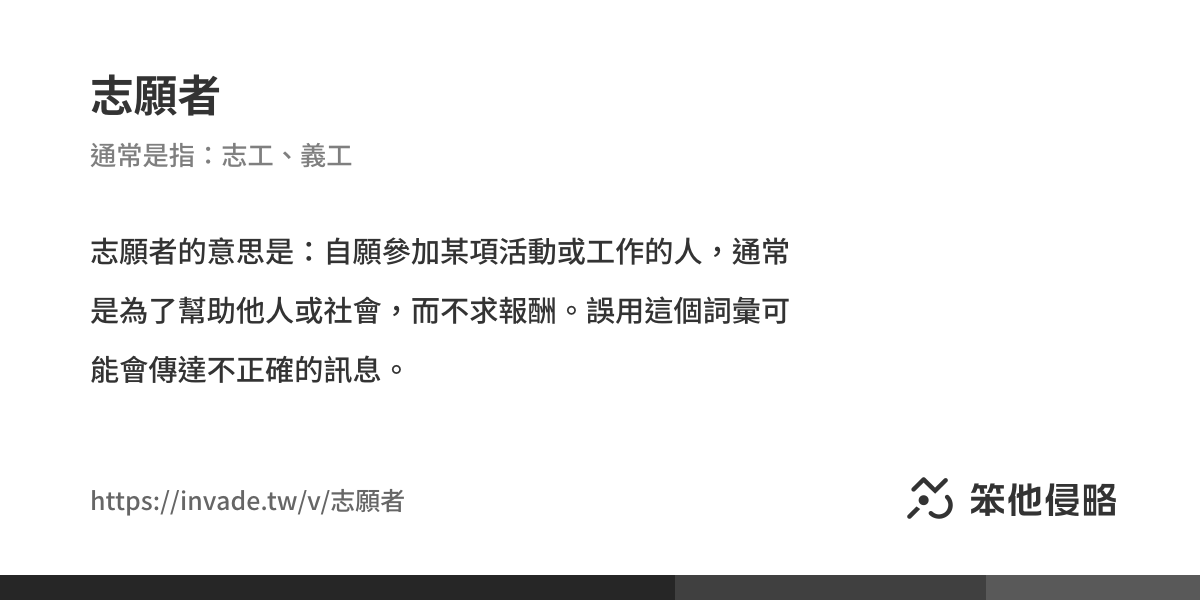 志願者
通常是指：志工、義工
志願者的意思是：自願參加某項活動或工作的人，通常
是為了幫助他人或社會，而不求報酬。誤用這個詞彙可
能會傳達不正確的訊息。
https://invade.tw/v/志願者
笨他侵略